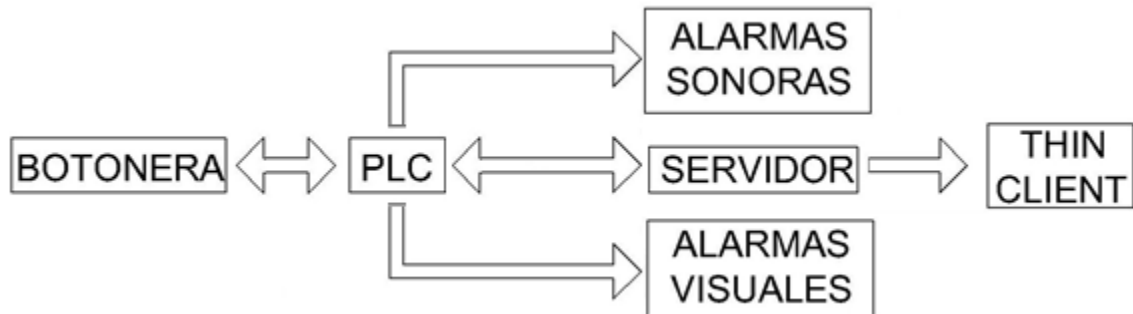 ALARMAS
SONORAS
BOTONERA
PLC
SERVIDOR
THIN
CLIENT
ALARMAS
VISUALES